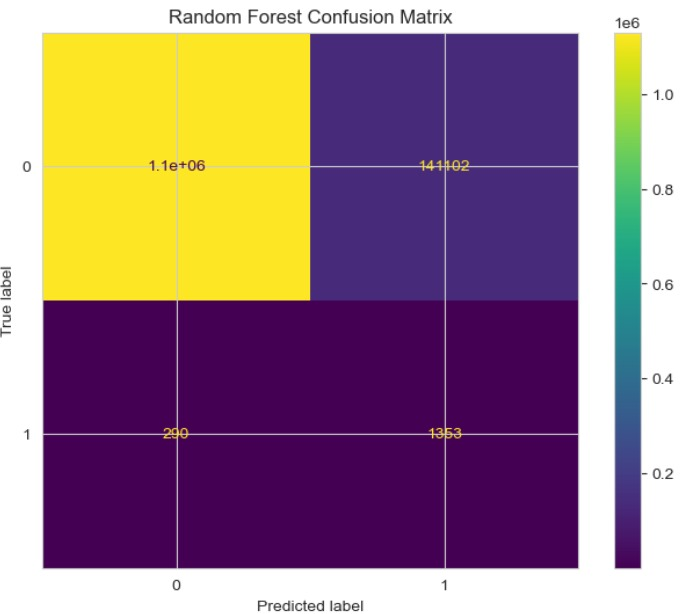 Random Forest Confusion Matrix
1e6
1.0
0.8
0.6
0.4
0.2
0
1.1e+06
141102
1
290
1353
0
1
True label
Predicted label